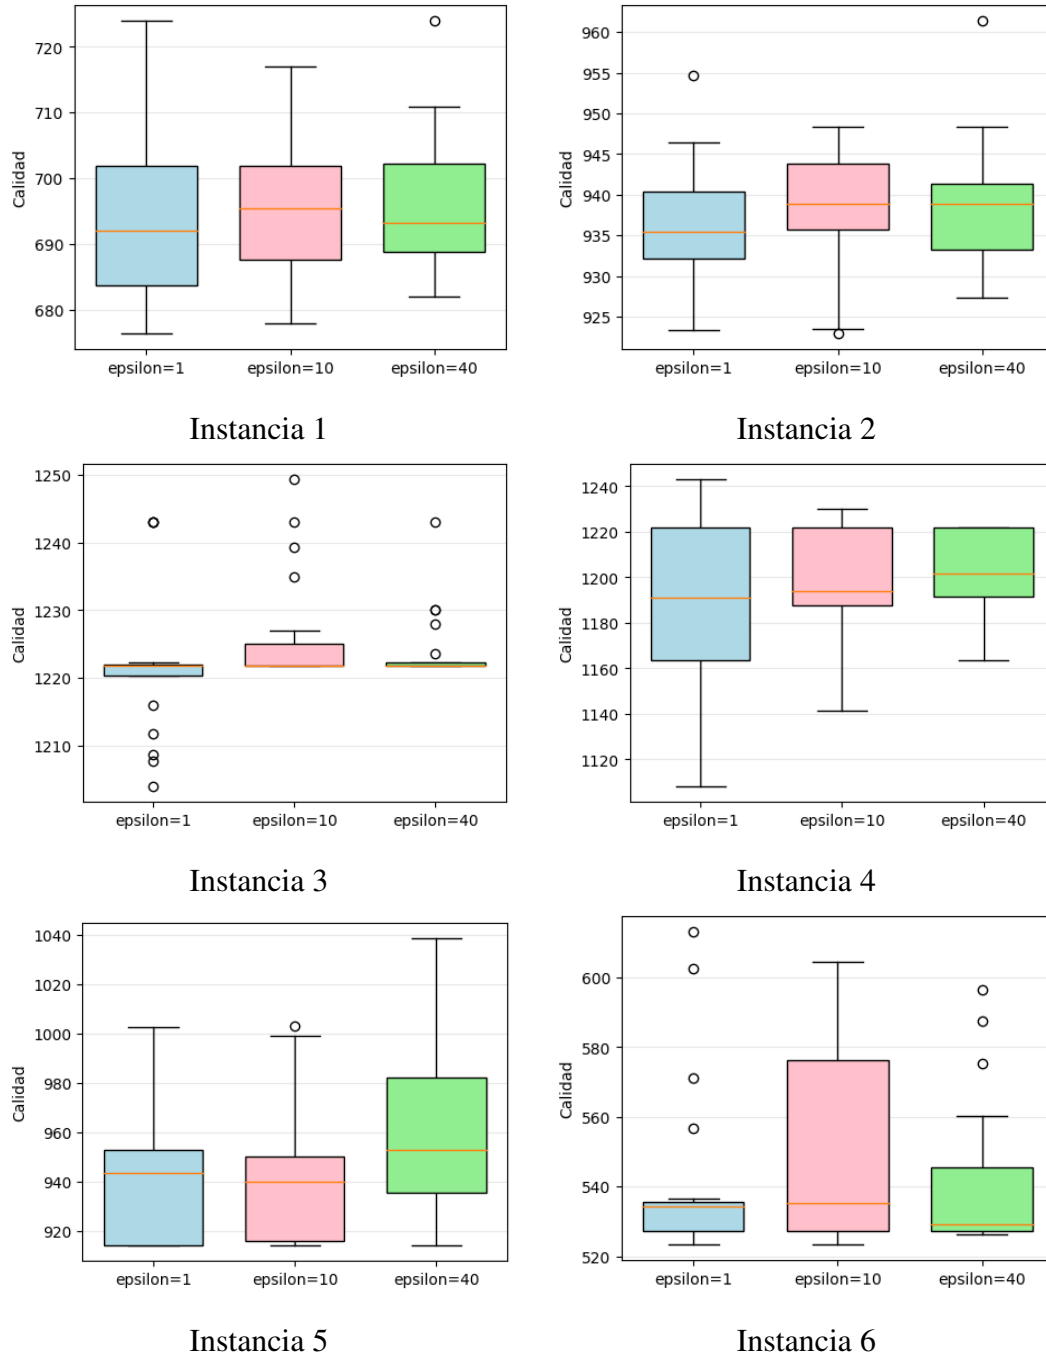 720
710
700
690
680
Calidad
epsilon=1
epsilon=10
epsilon=40
Instancia 1
960
955
950
945
940
935
930
925
Calidad
epsilon=1
epsilon=10
epsilon=40
Instancia 2
1250
1240
1230
1220
1210
Calidad
epsilon=1
epsilon=10
epsilon=40
Instancia 3
1240
1220
1200
1180
1160
1140
1120
Calidad
epsilon=1
epsilon=10
epsilon=40
Instancia 4
1040
1020
1000
980
960
940
920
Calidad
epsilon=1
epsilon=10
epsilon=40
Instancia 5
600
580
560
540
520
Calidad
epsilon=1
epsilon=10
epsilon=40
Instancia 6